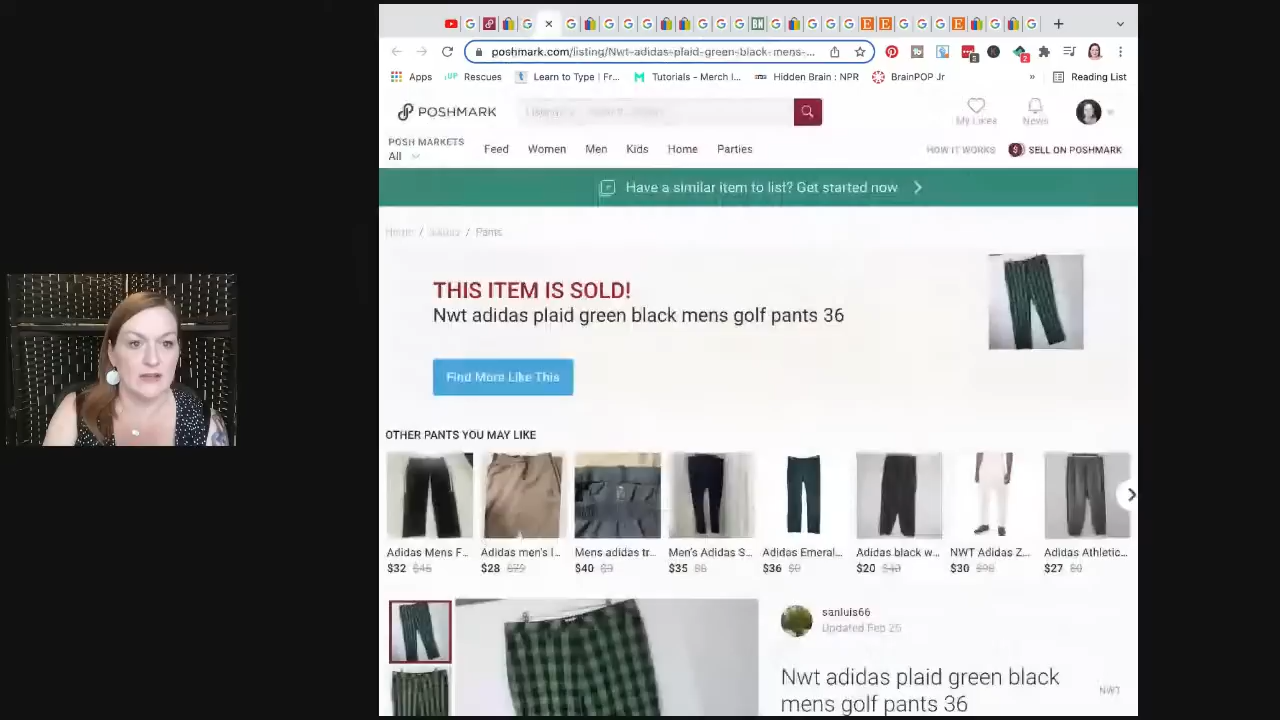 poshmark.com/listing/Nwt-adidas-plaid-green-black-mens-...
Apps UP Rescues Learn to Type | Fr... Tutorials - Merch I... Hidden Brain : NPR BrainPOP Jr » Reading List
POSHMARK
My Likes News
POSH MARKETS
All
Feed Women Men Kids Home Parties
HOW IT WORKS SELL ON POSHMARK
Have a similar item to list? Get started now
Home / / Pants
THIS ITEM IS SOLD!
Nwt adidas plaid green black mens golf pants 36
Find More Like This
OTHER PANTS YOU MAY LIKE
Adidas Mens F... Adidas men's l... Mens adidas tr... Men's Adidas S... Adidas Emeral... Adidas black w... NWT Adidas Z... Adidas Athletic...
$32 $28 $40 $35 $36 $20 $30 $27
sanluis66
Updated Feb 25
Nwt adidas plaid green black
mens golf pants 36
NWT